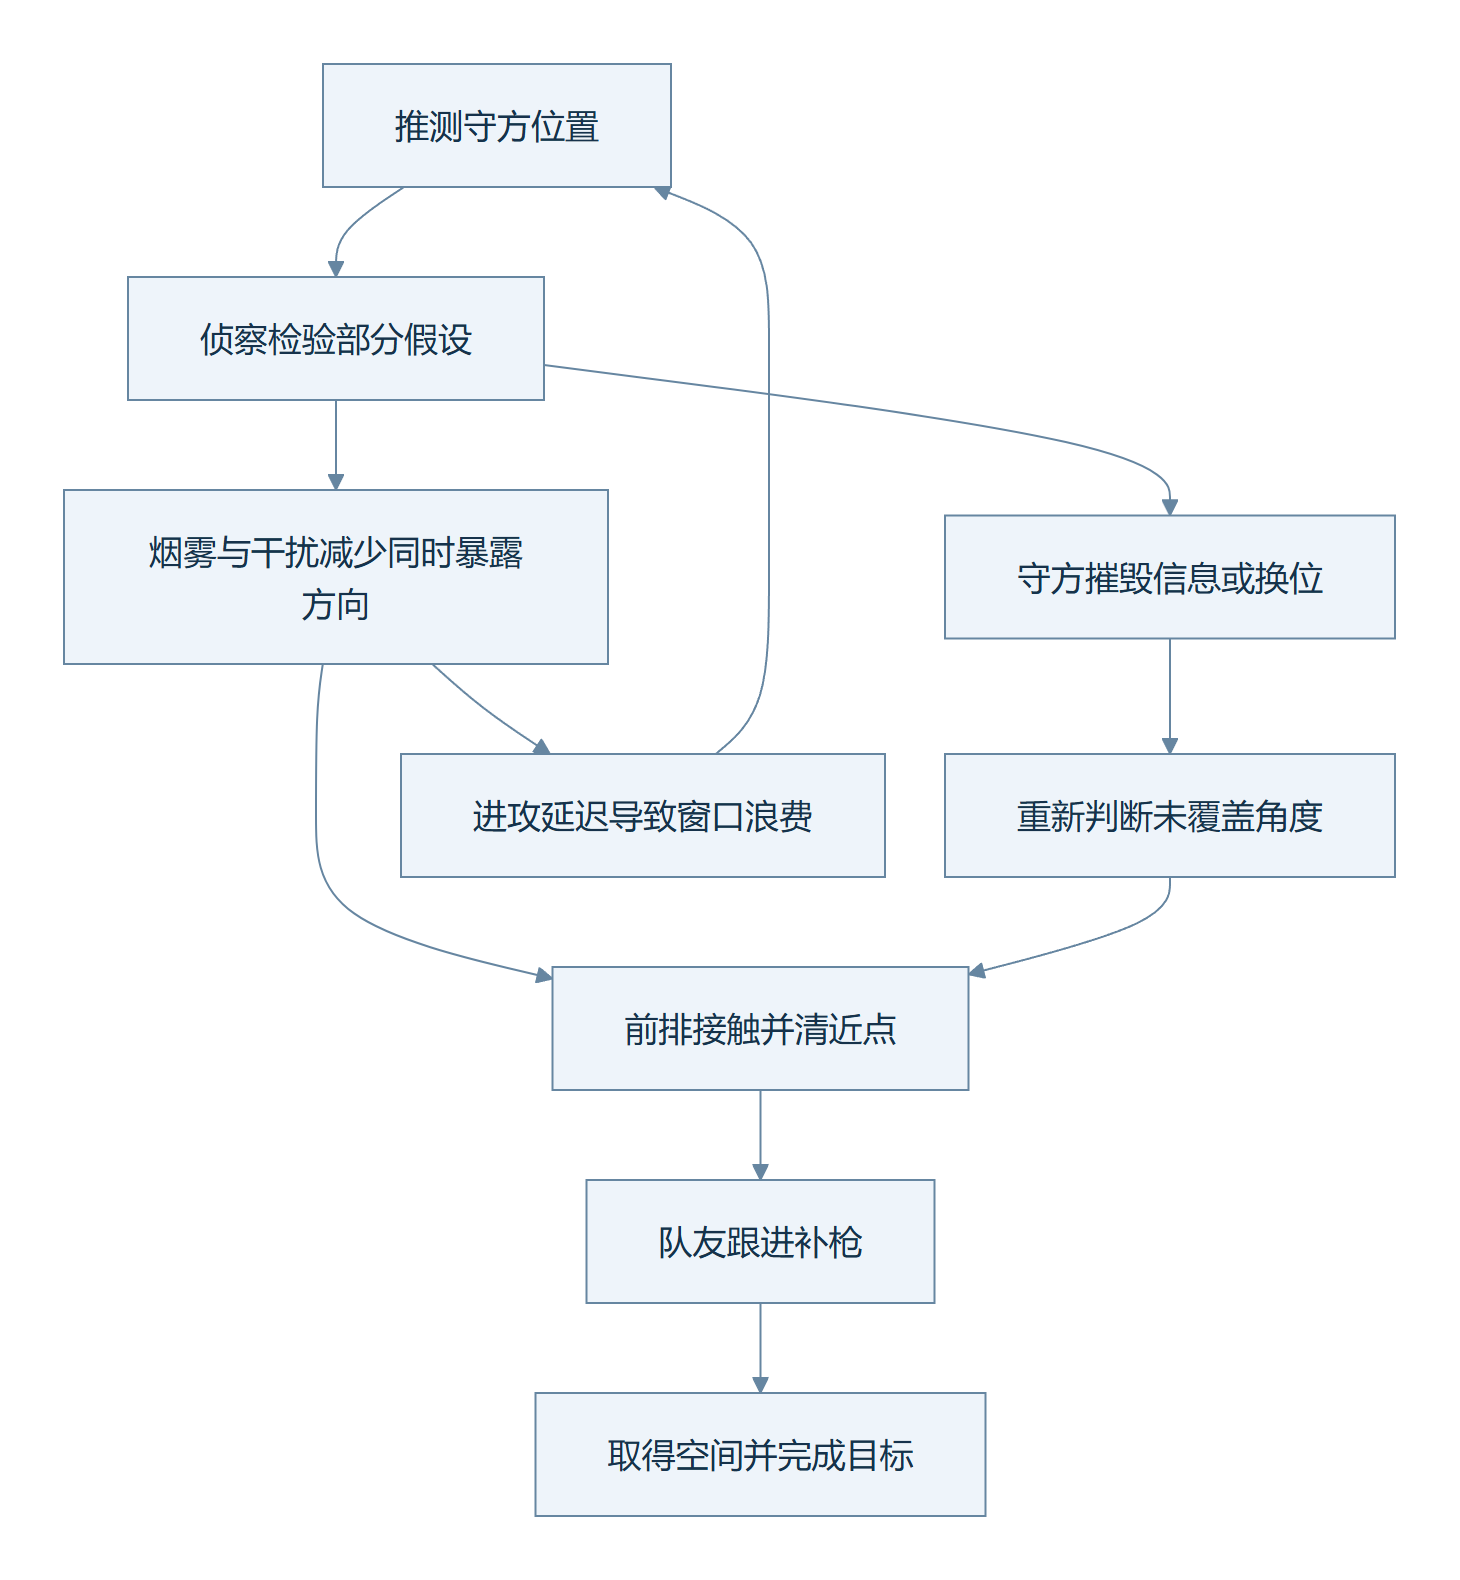 推测守方位置
侦察检验部分假设
烟雾与干扰减少同时暴露
方向
守方摧毁信息或换位
进攻延迟导致窗口浪费
重新判断未覆盖角度
前排接触并清近点
队友跟进补枪
取得空间并完成目标